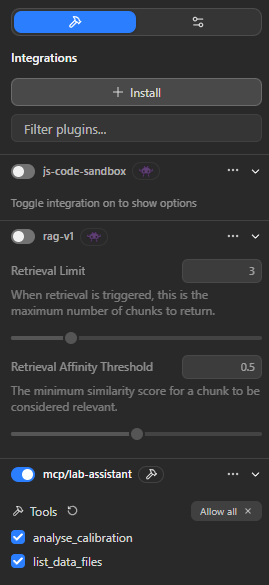 Integrations
+ Install
Filter plugins...
js-code-sandbox
Toggle integration on to show options
rag-v1
Retrieval Limit 3
When retrieval is triggered, this is the
maximum number of chunks to return.
Retrieval Affinity Threshold 0.5
The minimum similarity score for a chunk to be
considered relevant.
mcp/lab-assistant
Tools Allow all ×
analyse_calibration
list_data_files